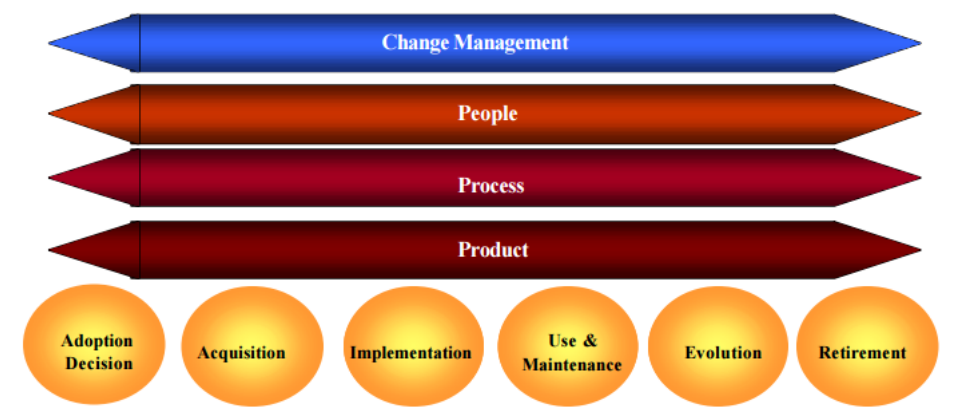 Change Management
People
Process
Product
Adoption
Decision
Acquisition
Implementation
Use &
Maintenance
Evolution
Retirement